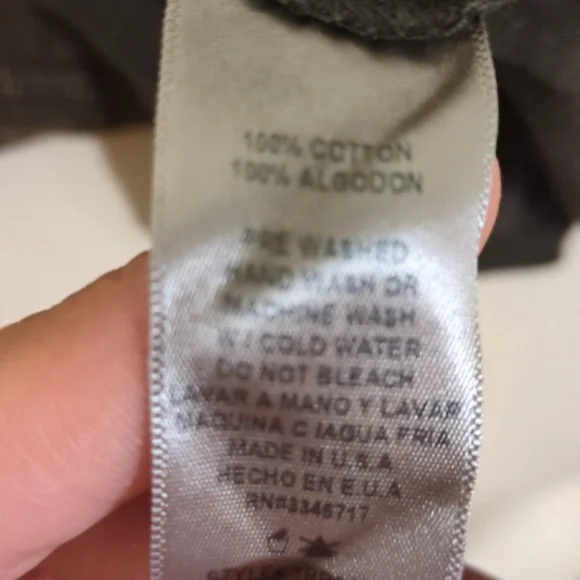 100% COTTON
100% ALGODON
PRE WASHED
HAND WASH OR
MACHINE WASH
W/ COLD WATER
DO NOT BLEACH
LAVAR A MANO Y LAVAR
MAQUINA C/AGUA FRIA
MADE IN U.S.A
HECHO EN E.U.A
RN#3346717